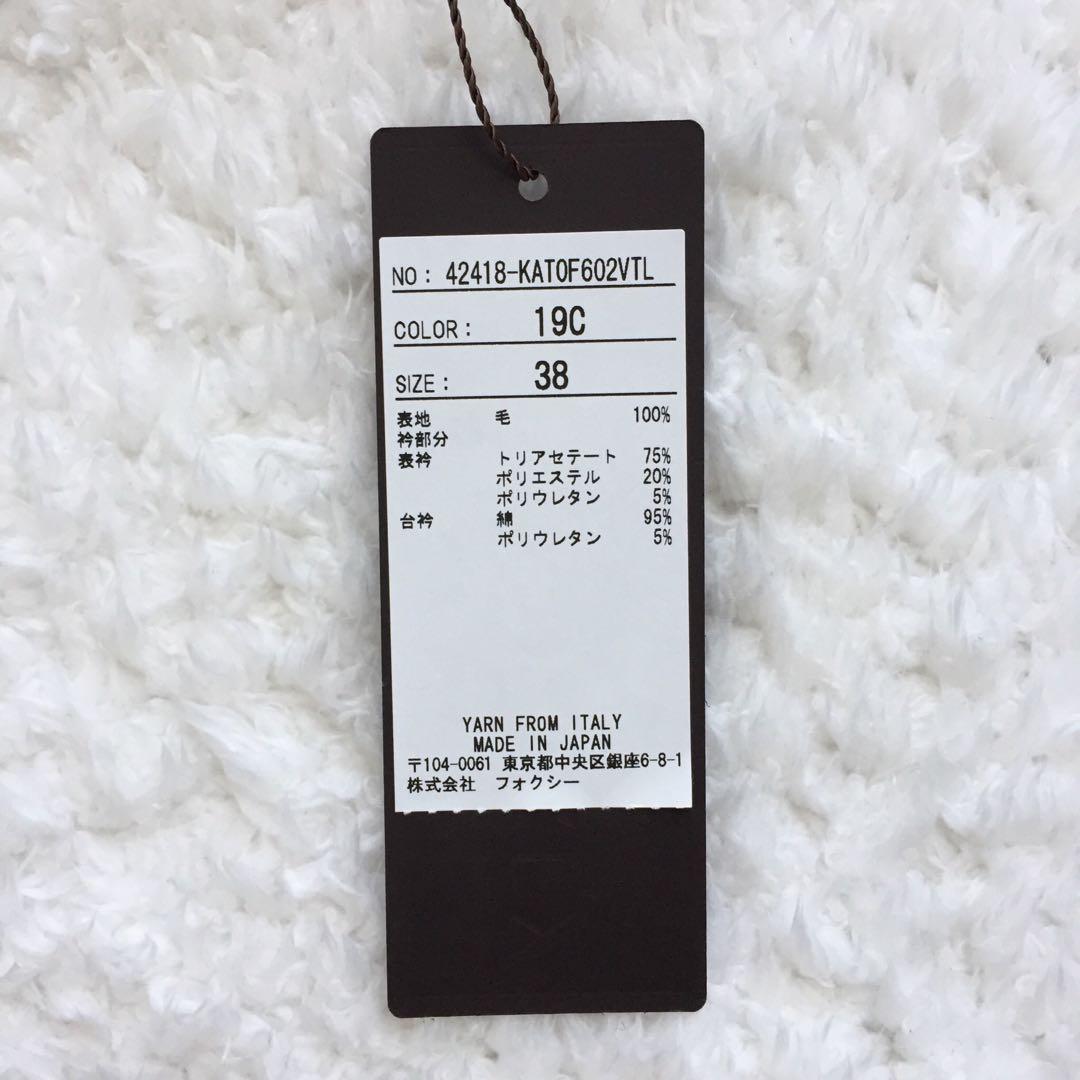 NO: 42418-KATOF602VTL
COLOR: 19C
SIZE: 38
表地 毛 100%
衿部分
表衿 トリアセテート 75%
ポリエステル 20%
ポリウレタン 5%
台衿 綿 95%
ポリウレタン 5%
YARN FROM ITALY
MADE IN JAPAN
〒104-0061 東京都中央区銀座6-8-1
株式会社 フォクシー